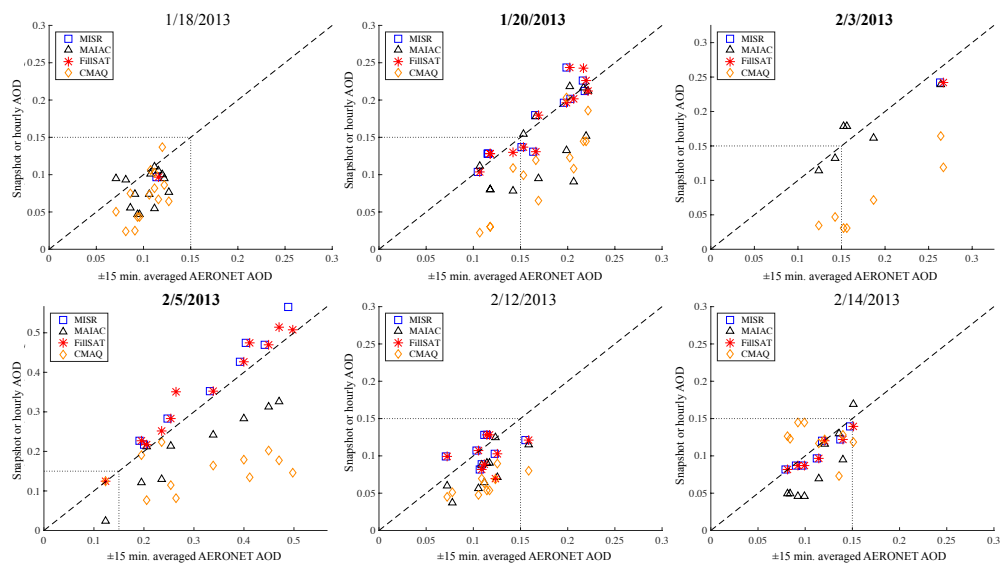 1/18/2013
Snapshot or hourly AOD
0.3
0.25
0.2
0.15
0.1
0.05
0
MISR
MAIAC
FillSAT
CMAQ
0 0.05 0.1 0.15 0.2 0.25 0.3
±15 min. averaged AERONET AOD
1/20/2013
Snapshot or hourly AOD
0.3
0.25
0.2
0.15
0.1
0.05
0
MISR
MAIAC
FillSAT
CMAQ
0 0.05 0.1 0.15 0.2 0.25 0.3
±15 min. averaged AERONET AOD
2/3/2013
Snapshot or hourly AOD
0.3
0.25
0.2
0.15
0.1
0.05
0
MISR
MAIAC
FillSAT
CMAQ
0 0.05 0.1 0.15 0.2 0.25 0.3
±15 min. averaged AERONET AOD
2/5/2013
Snapshot or hourly AOD
0.5
0.4
0.3
0.2
0.1
0
MISR
MAIAC
FillSAT
CMAQ
0 0.1 0.2 0.3 0.4 0.5
±15 min. averaged AERONET AOD
2/12/2013
Snapshot or hourly AOD
0.3
0.25
0.2
0.15
0.1
0.05
0
MISR
MAIAC
FillSAT
CMAQ
0 0.05 0.1 0.15 0.2 0.25 0.3
±15 min. averaged AERONET AOD
2/14/2013
Snapshot or hourly AOD
0.3
0.25
0.2
0.15
0.1
0.05
0
MISR
MAIAC
FillSAT
CMAQ
0 0.05 0.1 0.15 0.2 0.25 0.3
±15 min. averaged AERONET AOD